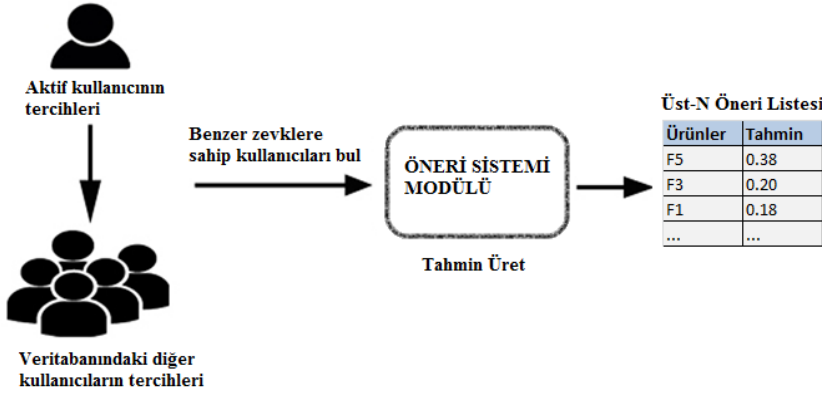 Aktif kullanıcının
tercihleri
Benzer zevklere
sahip kullanıcıları bul
ÖNERİ SİSTEMİ
MODÜLÜ
Tahmin Üret
Üst-N Öneri Listesi
Ürünler Tahmin
F5 0.38
F3 0.20
F1 0.18
... ...
Veritabanındaki diğer
kullanıcıların tercihleri